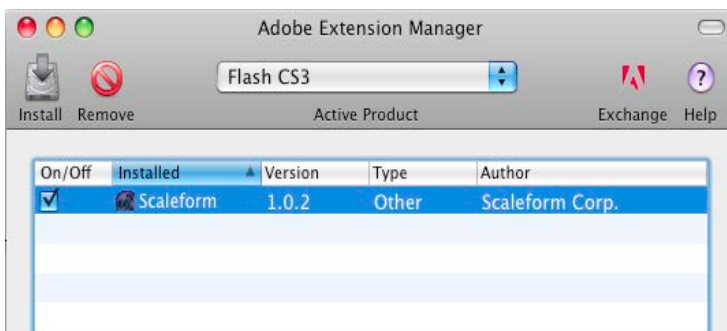 Adobe Extension Manager
Flash CS3
Install Remove Active Product Exchange Help
On/Off Installed Version Type Author
Scaleform 1.0.2 Other Scaleform Corp.